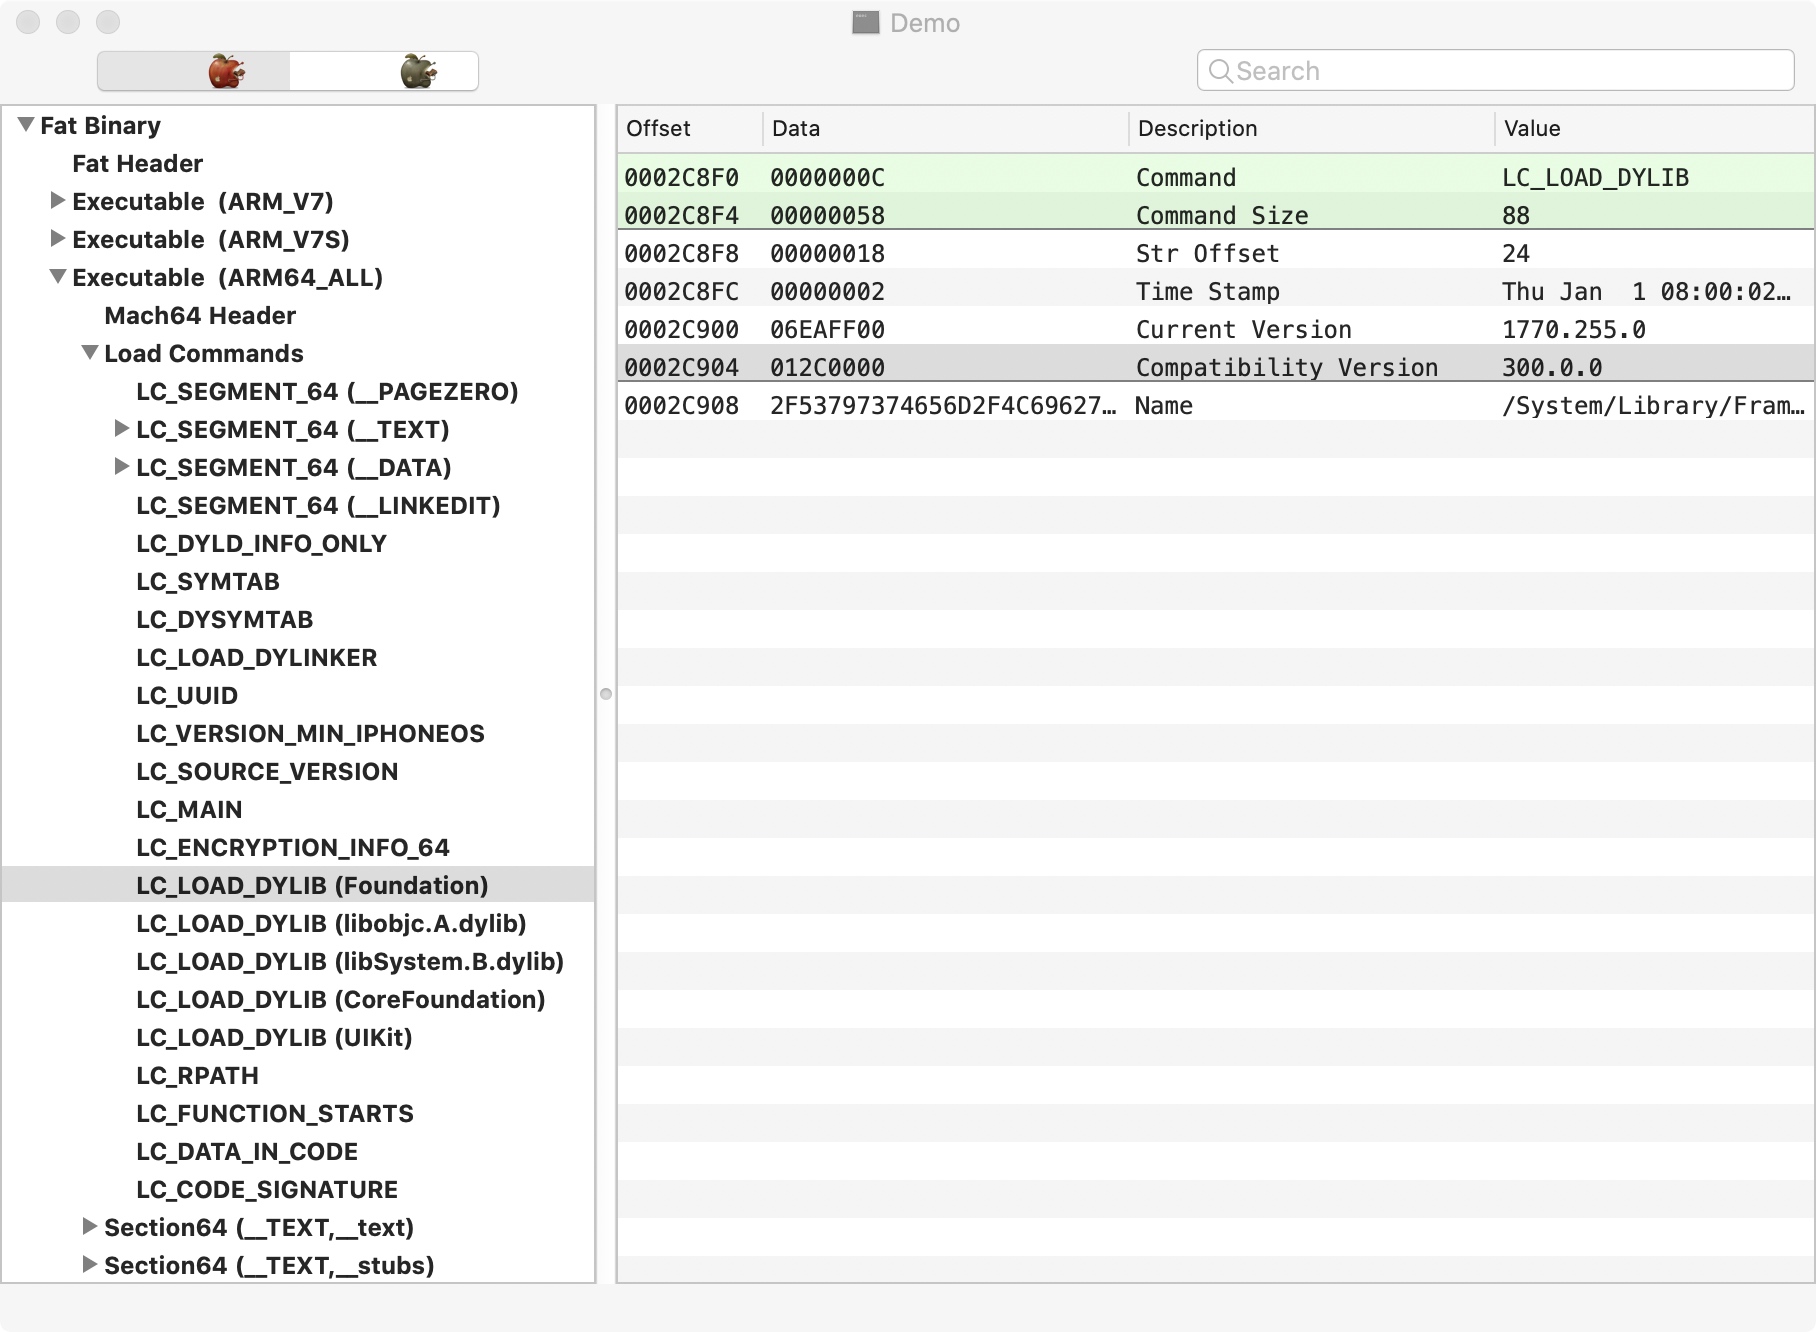 Demo
Search
Fat Binary
Fat Header
Executable (ARM_V7)
Executable (ARM_V7S)
Executable (ARM64_ALL)
Mach64 Header
Load Commands
LC_SEGMENT_64 (__PAGEZERO)
LC_SEGMENT_64 (__TEXT)
LC_SEGMENT_64 (__DATA)
LC_SEGMENT_64 (__LINKEDIT)
LC_DYLD_INFO_ONLY
LC_SYMTAB
LC_DYSYMTAB
LC_LOAD_DYLINKER
LC_UUID
LC_VERSION_MIN_IPHONEOS
LC_SOURCE_VERSION
LC_MAIN
LC_ENCRYPTION_INFO_64
LC_LOAD_DYLIB (Foundation)
LC_LOAD_DYLIB (libobjc.A.dylib)
LC_LOAD_DYLIB (libSystem.B.dylib)
LC_LOAD_DYLIB (CoreFoundation)
LC_LOAD_DYLIB (UIKit)
LC_RPATH
LC_FUNCTION_STARTS
LC_DATA_IN_CODE
LC_CODE_SIGNATURE
Section64 (__TEXT,__text)
Section64 (__TEXT,__stubs)
Offset Data Description Value
0002C8F0 0000000C Command LC_LOAD_DYLIB
0002C8F4 00000058 Command Size 88
0002C8F8 00000018 Str Offset 24
0002C8FC 00000002 Time Stamp Thu Jan  1 08:00:02…
0002C900 06EAFF00 Current Version 1770.255.0
0002C904 012C0000 Compatibility Version 300.0.0
0002C908 2F53797374656D2F4C69627… Name /System/Library/Fram…